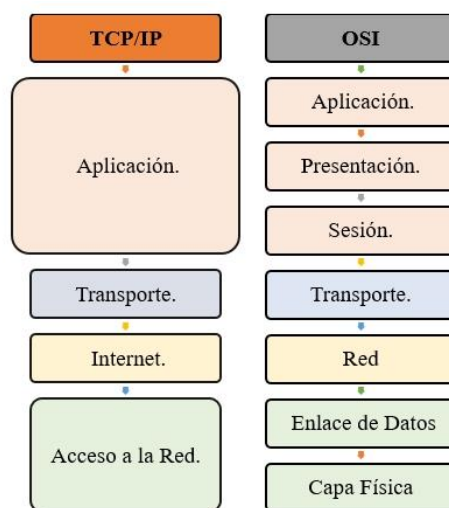 TCP/IP
Aplicación.
Transporte.
Internet.
Acceso a la Red.
OSI
Aplicación.
Presentación.
Sesión.
Transporte.
Red
Enlace de Datos
Capa Física